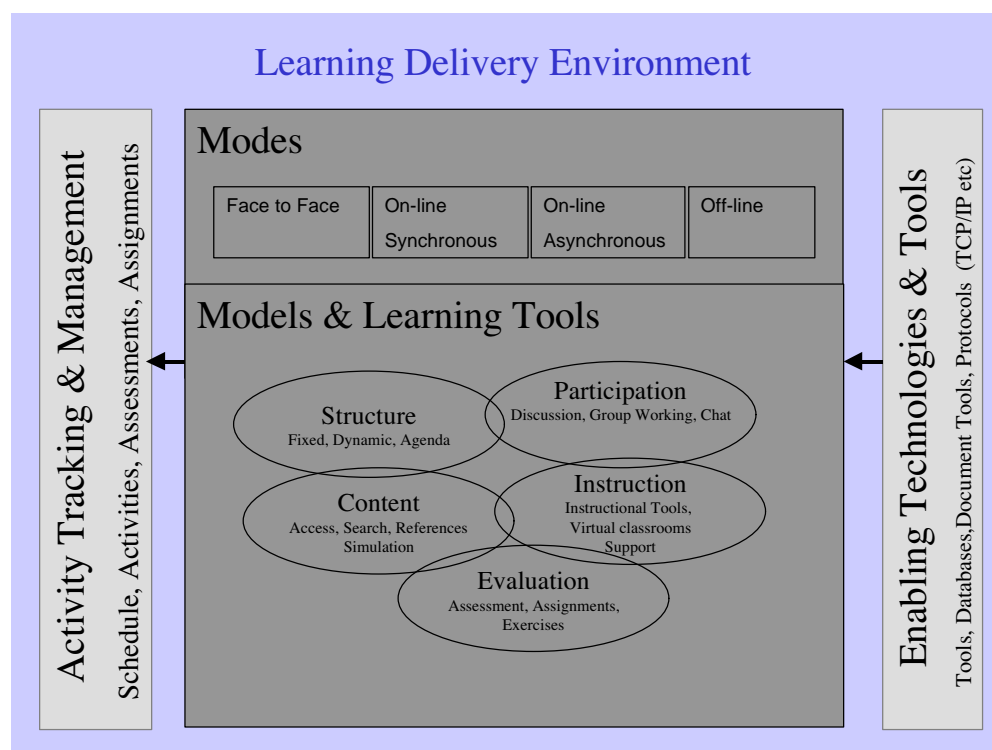 Learning Delivery Environment
Activity Tracking & Management
Schedule, Activities, Assessments, Assignments
Modes
Face to Face
On-line
Synchronous
On-line
Asynchronous
Off-line
Models & Learning Tools
Structure
Fixed, Dynamic, Agenda
Participation
Discussion, Group Working, Chat
Content
Access, Search, References
Simulation
Instruction
Instructional Tools,
Virtual classrooms
Support
Evaluation
Assessment, Assignments,
Exercises
Enabling Technologies & Tools
Tools, Databases,Document Tools, Protocols (TCP/IP etc)